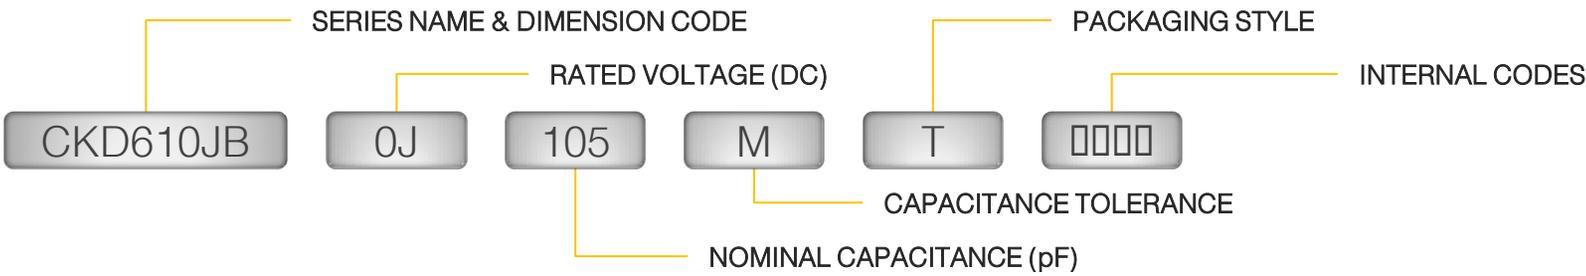 SERIES NAME & DIMENSION CODE
PACKAGING STYLE
RATED VOLTAGE (DC)
INTERNAL CODES
CKD610JB 0J 105 M T □□□□
CAPACITANCE TOLERANCE
NOMINAL CAPACITANCE (pF)